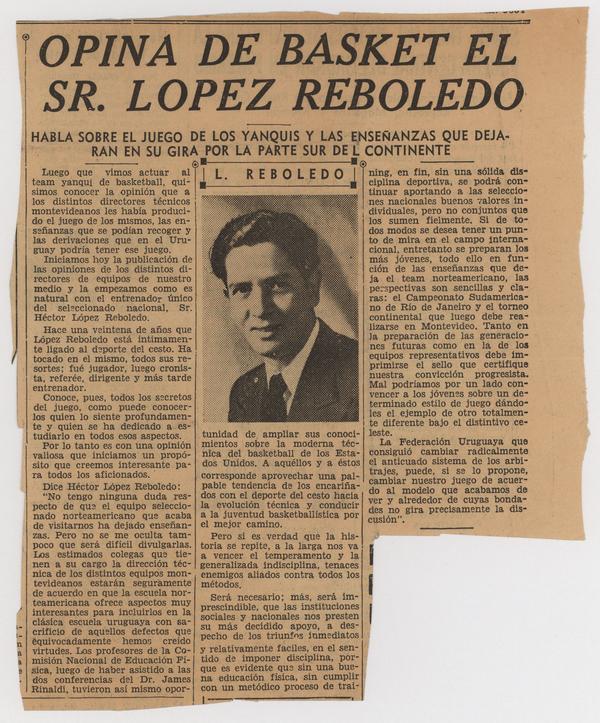 OPINA DE BASKET EL
SR. LOPEZ REBOLEDO
HABLA SOBRE EL JUEGO DE LOS YANQUIS Y LAS ENSEÑANZAS QUE DEJA-
RAN EN SU GIRA POR LA PARTE SUR DEL CONTINENTE
Luego que vimos actuar al
team yanqui de basketball, qui-
simos conocer la opinión que a
los distintos directores técnicos
montevideanos les había produci-
do el juego de los mismos, las en-
señanzas que se podían recoger y
las derivaciones que en el Uru-
guay podría tener ese juego.
Iniciamos hoy la publicación de
las opiniones de los distintos di-
rectores de equipos de nuestro
medio y la empezamos como es
natural con el entrenador único
del seleccionado nacional, Sr.
Héctor López Reboledo.
Hace una veintena de años que
López Reboledo está íntimamen-
te ligado al deporte del cesto. Ha
tocado en el mismo, todos sus re-
sortes; fué jugador, luego cronis-
ta, referée, dirigente y más tarde
entrenador.
Conoce, pues, todos los secretos
del juego, como puede conocer-
los quien lo siente profundamen-
te y quien se ha dedicado a es-
tudiarlo en todos esos aspectos.
Por lo tanto es con una opinión
valiosa que iniciamos un propó-
sito que creemos interesante pa-
ra todos los aficionados.
Dice Héctor López Reboledo:
"No tengo ninguna duda res-
pecto de que el equipo seleccio-
nado norteamericano que acaba
de visitarnos ha dejado enseñan-
zas. Pero no se me oculta tam-
poco que será difícil divulgarlas.
Los estimados colegas que tie-
nen a su cargo la dirección téc-
nica de los distintos equipos mon-
tevideanos estarán seguramente
de acuerdo en que la escuela nor-
teamericana ofrece aspectos muy
interesantes para incluirlos en la
clásica escuela uruguaya con sa-
crificio de aquellos defectos que
equivocadamente hemos creído
virtudes. Los profesores de la Co-
misión Nacional de Educación Fí-
sica, luego de haber asistido a las
dos conferencias del Dr. James
Rinaldi, tuvieron así mismo opor-
L. REBOLEDO
tunidad de ampliar sus conoci-
mientos sobre la moderna téc-
nica del basketball de los Esta-
dos Unidos. A aquéllos y a éstos
corresponde aprovechar una pal-
pable tendencia de los encariña-
dos con el deporte del cesto hacia
la evolución técnica y conducir
a la juventud basketballística por
el mejor camino.
Pero si es verdad que la his-
toria se repite, a la larga nos va
a vencer el temperamento y la
generalizada indisciplina, tenaces
enemigos aliados contra todos los
métodos.
Será necesario; más, será im-
prescindible, que las instituciones
sociales y nacionales nos presten
su más decidido apoyo, a des-
pecho de los triunfos inmediatos
y relativamente faciles, en el sen-
tido de imponer disciplina, por-
que es evidente que sin una bue-
na educación física, sin cumplir
con un metódico proceso de trai-
ning, en fin, sin una sólida dis-
ciplina deportiva, se podrá con-
tinuar aportando a las seleccio-
nes nacionales buenos valores in-
dividuales, pero no conjuntos que
los sumen fielmente. Si de to-
dos modos se desea tener un pun-
to de mira en el campo interna-
cional, entretanto se preparan los
más jóvenes, todo ello en fun-
ción de las enseñanzas que de-
ja el team norteamericano, las
perspectivas son sencillas y cla-
ras: el Campeonato Sudamerica-
no de Río de Janeiro y el torneo
continental que luego debe rea-
lizarse en Montevideo. Tanto en
la preparación de las generacio-
nes futuras como en la de los
equipos representativos debe im-
primirse el sello que certifique
nuestra convicción progresista.
Mal podríamos por un lado con-
vencer a los jóvenes sobre un de-
terminado estilo de juego dándo-
les el ejemplo de otro totalmen-
te diferente bajo el distintivo ce-
leste.
La Federación Uruguaya que
consiguió cambiar radicalmente
el anticuado sistema de los arbi-
trajes, puede, si se lo propone,
cambiar nuestro juego de acuer-
do al modelo que acabamos de
ver y alrededor de cuyas bonda-
des no gira precisamente la dis-
cusión".